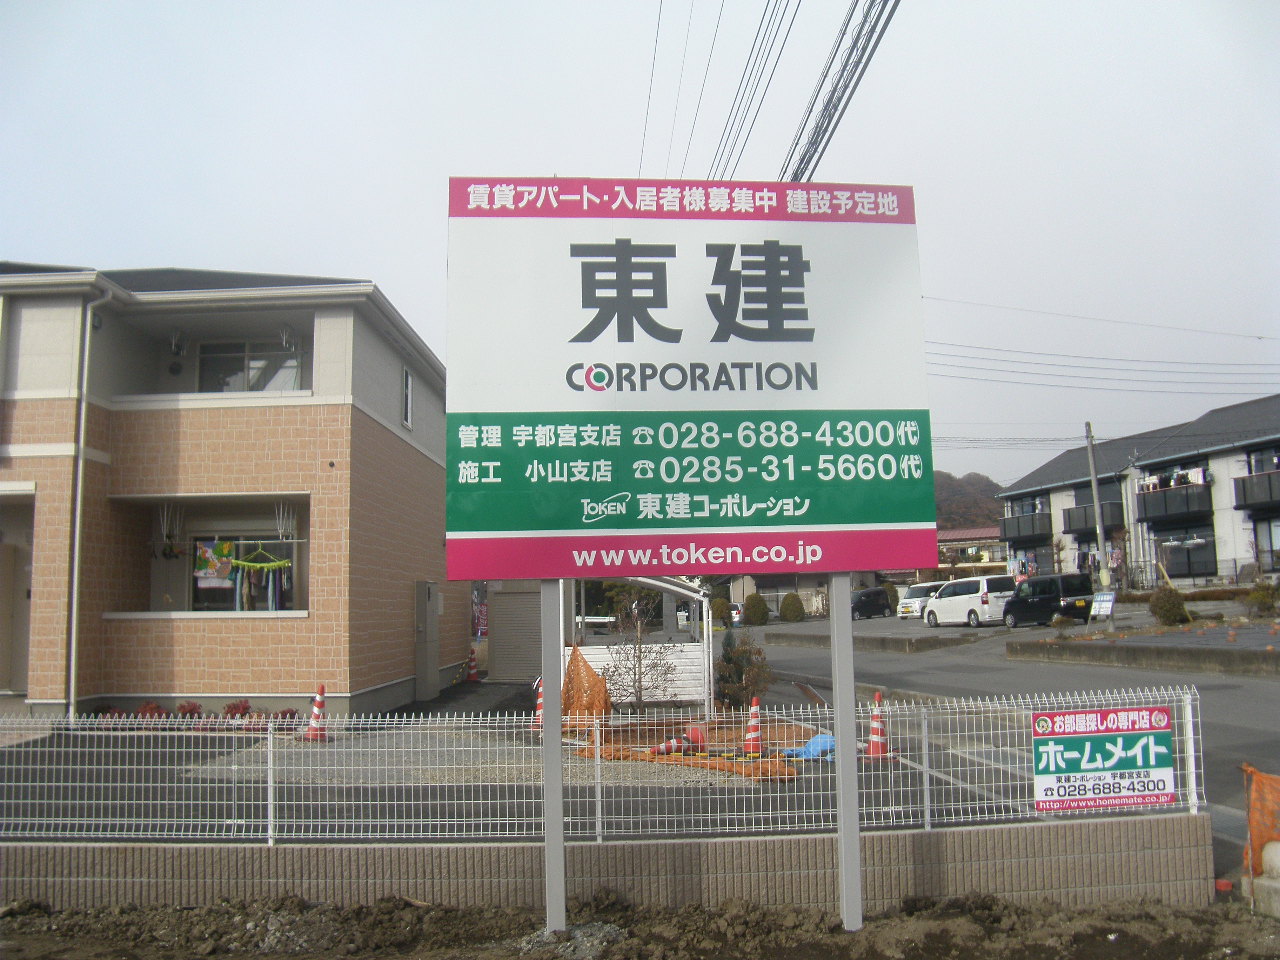 賃貸アパート・入居者様募集中 建設予定地
東建
CORPORATION
管理 宇都宮支店 ☎028-688-4300㈹
施工 小山支店 ☎0285-31-5660㈹
TOKEN 東建コーポレーション
www.token.co.jp
お部屋探しの専門店
ホームメイト
東建コーポレーション 宇都宮支店
☎028-688-4300
http://www.homemate.co.jp/